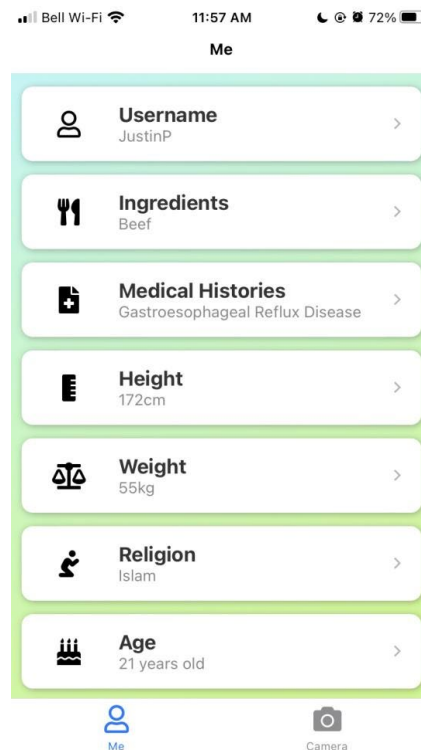 Bell Wi-Fi 11:57 AM 72%
Me
Username
JustinP
Ingredients
Beef
Medical Histories
Gastroesophageal Reflux Disease
Height
172cm
Weight
55kg
Religion
Islam
Age
21 years old
Me Camera